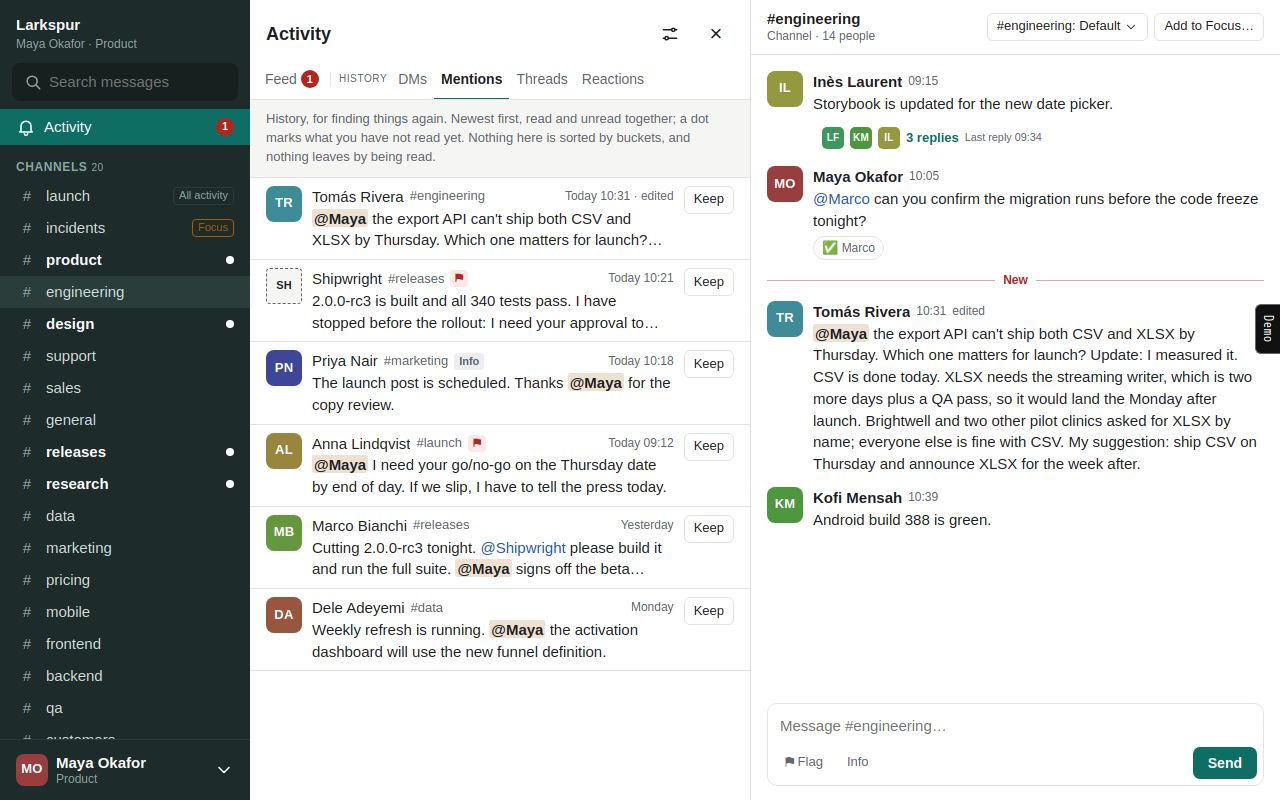 Larkspur
Maya Okafor · Product
Search messages
Activity 1
CHANNELS 20
# launch All activity
# incidents Focus
# product
# engineering
# design
# support
# sales
# general
# releases
# research
# data
# marketing
# pricing
# mobile
# frontend
# backend
# qa
# customers
MO Maya Okafor
Product
Activity
Feed 1 HISTORY DMs Mentions Threads Reactions
History, for finding things again. Newest first, read and unread together; a dot
marks what you have not read yet. Nothing here is sorted by buckets, and
nothing leaves by being read.
TR Tomás Rivera #engineering Today 10:31 · edited Keep
@Maya the export API can't ship both CSV and
XLSX by Thursday. Which one matters for launch?…
SH Shipwright #releases Today 10:21 Keep
2.0.0-rc3 is built and all 340 tests pass. I have
stopped before the rollout: I need your approval to…
PN Priya Nair #marketing Info Today 10:18 Keep
The launch post is scheduled. Thanks @Maya for the
copy review.
AL Anna Lindqvist #launch Today 09:12 Keep
@Maya I need your go/no-go on the Thursday date
by end of day. If we slip, I have to tell the press today.
MB Marco Bianchi #releases Yesterday Keep
Cutting 2.0.0-rc3 tonight. @Shipwright please build it
and run the full suite. @Maya signs off the beta…
DA Dele Adeyemi #data Monday Keep
Weekly refresh is running. @Maya the activation
dashboard will use the new funnel definition.
#engineering
Channel · 14 people
#engineering: Default
Add to Focus…
IL Inès Laurent 09:15
Storybook is updated for the new date picker.
LF KM IL 3 replies Last reply 09:34
MO Maya Okafor 10:05
@Marco can you confirm the migration runs before the code freeze
tonight?
✅ Marco
New
TR Tomás Rivera 10:31 edited
@Maya the export API can't ship both CSV and XLSX by
Thursday. Which one matters for launch? Update: I measured it.
CSV is done today. XLSX needs the streaming writer, which is two
more days plus a QA pass, so it would land the Monday after
launch. Brightwell and two other pilot clinics asked for XLSX by
name; everyone else is fine with CSV. My suggestion: ship CSV on
Thursday and announce XLSX for the week after.
KM Kofi Mensah 10:39
Android build 388 is green.
Demo
Message #engineering…
Flag Info Send